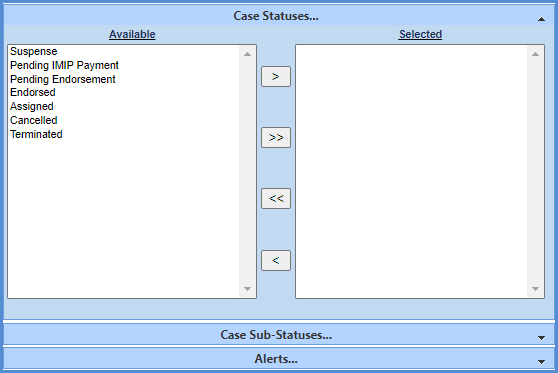 Case Statuses...
Available
Selected
Suspense
Pending IMIP Payment
Pending Endorsement
Endorsed
Assigned
Cancelled
Terminated
>
>>
<<
<
Case Sub-Statuses...
Alerts...